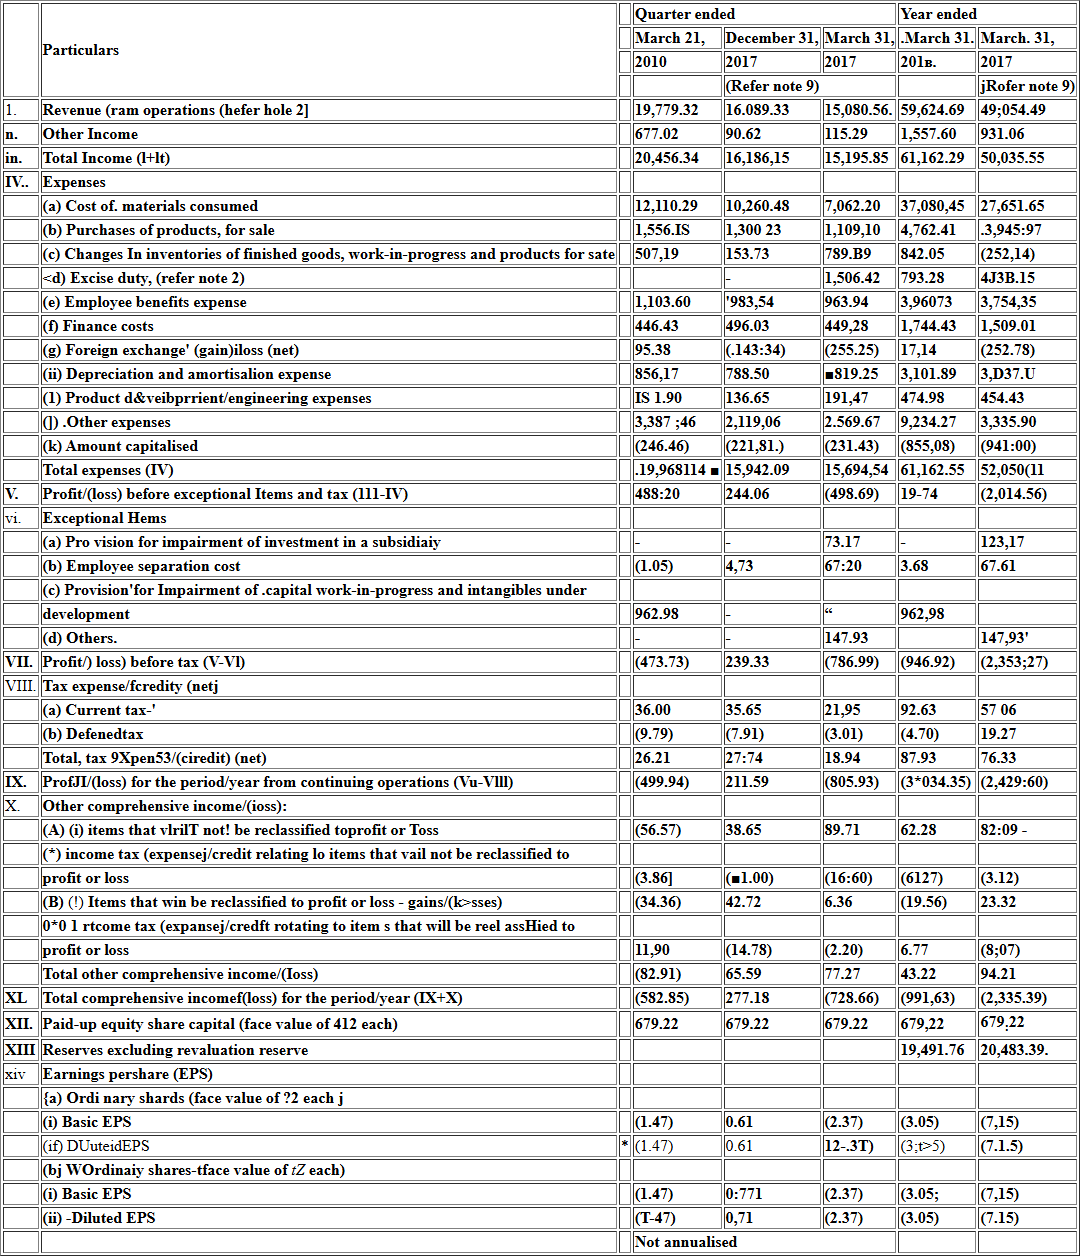 Particulars Quarter ended Year ended
March 21, December 31, March 31, .March 31. March. 31,
2010 2017 2017 201в. 2017
(Refer note 9) jRofer note 9)
1. Revenue (ram operations (hefer hole 2] 19,779.32 16.089.33 15,080.56. 59,624.69 49;054.49
n. Other Income 677.02 90.62 115.29 1,557.60 931.06
in. Total Income (l+lt) 20,456.34 16,186,15 15,195.85 61,162.29 50,035.55
IV.. Expenses
(a) Cost of. materials consumed 12,110.29 10,260.48 7,062.20 37,080,45 27,651.65
(b) Purchases of products, for sale 1,556.IS 1,300 23 1,109,10 4,762.41 .3,945:97
(c) Changes In inventories of finished goods, work-in-progress and products for sate 507,19 153.73 789.B9 842.05 (252,14)
<d) Excise duty, (refer note 2) - 1,506.42 793.28 4J3B.15
(e) Employee benefits expense 1,103.60 '983,54 963.94 3,96073 3,754,35
(f) Finance costs 446.43 496.03 449,28 1,744.43 1,509.01
(g) Foreign exchange' (gain)iloss (net) 95.38 (.143:34) (255.25) 17,14 (252.78)
(ii) Depreciation and amortisalion expense 856,17 788.50 ■819.25 3,101.89 3,D37.U
(1) Product d&veibprrient/engineering expenses IS 1.90 136.65 191,47 474.98 454.43
(]) .Other expenses 3,387 ;46 2,119,06 2.569.67 9,234.27 3,335.90
(k) Amount capitalised (246.46) (221,81.) (231.43) (855,08) (941:00)
Total expenses (IV) .19,968114 ■ 15,942.09 15,694,54 61,162.55 52,050(11
V. Profit/(loss) before exceptional Items and tax (111-IV) 488:20 244.06 (498.69) 19-74 (2,014.56)
vi. Exceptional Hems
(a) Pro vision for impairment of investment in a subsidiaiy - - 73.17 - 123,17
(b) Employee separation cost (1.05) 4,73 67:20 3.68 67.61
(c) Provision'for Impairment of .capital work-in-progress and intangibles under
development 962.98 - “ 962,98
(d) Others. - - 147.93 147,93'
VII. Profit/) loss) before tax (V-Vl) (473.73) 239.33 (786.99) (946.92) (2,353;27)
VIII. Tax expense/fcredity (netj
(a) Current tax-' 36.00 35.65 21,95 92.63 57 06
(b) Defenedtax (9.79) (7.91) (3.01) (4.70) 19.27
Total, tax 9Xpen53/(ciredit) (net) 26.21 27:74 18.94 87.93 76.33
IX. ProfJI/(loss) for the period/year from continuing operations (Vu-Vlll) (499.94) 211.59 (805.93) (3*034.35) (2,429:60)
X. Other comprehensive income/(ioss):
(A) (i) items that vlrilT not! be reclassified toprofit or Toss (56.57) 38.65 89.71 62.28 82:09 -
(*) income tax (expensej/credit relating lo items that vail not be reclassified to
profit or loss (3.86] (■1.00) (16:60) (6127) (3.12)
(B) (!) Items that win be reclassified to profit or loss - gains/(k>sses) (34.36) 42.72 6.36 (19.56) 23.32
0*0 1 rtcome tax (expansej/credft rotating to item s that will be reel assHied to
profit or loss 11,90 (14.78) (2.20) 6.77 (8;07)
Total other comprehensive income/(Ioss) (82.91) 65.59 77.27 43.22 94.21
XL Total comprehensive incomef(loss) for the period/year (IX+X) (582.85) 277.18 (728.66) (991,63) (2,335.39)
XII. Paid-up equity share capital (face value of 412 each) 679.22 679.22 679.22 679,22 679.22
XIII Reserves excluding revaluation reserve 19,491.76 20,483.39.
xiv Earnings pershare (EPS)
{a) Ordi nary shards (face value of ?2 each j
(i) Basic EPS (1.47) 0.61 (2.37) (3.05) (7,15)
(if) DUuteidEPS * (1.47) 0.61 12-.3T) (3;t>5) (7.1.5)
(bj WOrdinaiy shares-tface value of tZ each)
(i) Basic EPS (1.47) 0:771 (2.37) (3.05; (7,15)
(ii) -Diluted EPS (T-47) 0,71 (2.37) (3.05) (7.15)
Not annualised